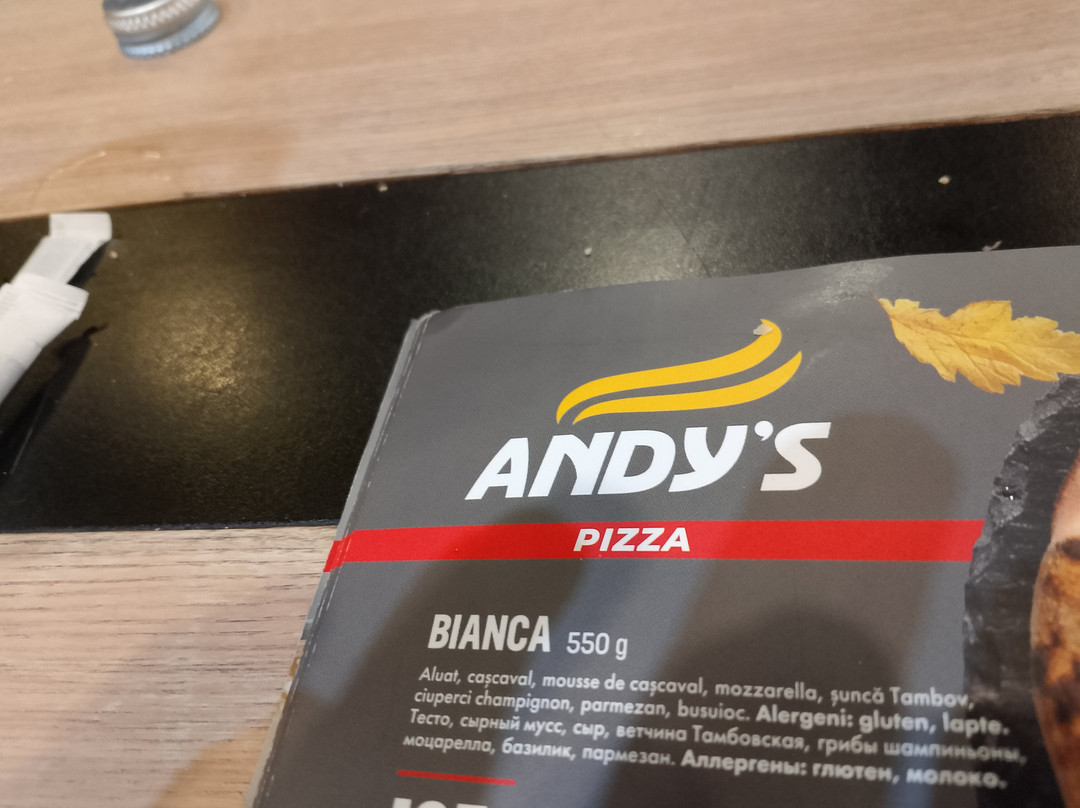 ANDY'S
PIZZA
BIANCA 550 g
Aluat, cașcaval, mousse de cașcaval, mozzarella, șuncă Tambov,
ciuperci champignon, parmezan, busuioc. Alergeni: gluten, lapte.
Тесто, сырный мусс, сыр, ветчина Тамбовская, грибы шампиньоны,
моцарелла, базилик, пармезан. Аллергены: глютен, молоко.